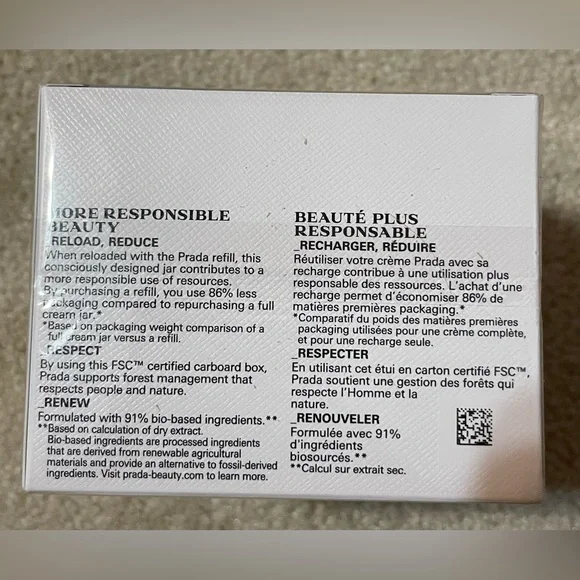 MORE RESPONSIBLE
BEAUTY
_RELOAD, REDUCE
When reloaded with the Prada refill, this
consciously designed jar contributes to a
more responsible use of resources.
By purchasing a refill, you use 86% less
packaging compared to repurchasing a full
cream jar.*
*Based on packaging weight comparison of a
full cream jar versus a refill.
_RESPECT
By using this FSC™ certified carboard box,
Prada supports forest management that
respects people and nature.
_RENEW
Formulated with 91% bio-based ingredients.**
**Based on calculation of dry extract.
Bio-based ingredients are processed ingredients
that are derived from renewable agricultural
materials and provide an alternative to fossil-derived
ingredients. Visit prada-beauty.com to learn more.
BEAUTÉ PLUS
RESPONSABLE
_RECHARGER, RÉDUIRE
Réutiliser votre crème Prada avec sa
recharge contribue à une utilisation plus
responsable des ressources. L'achat d'une
recharge permet d'économiser 86% de
matières premières packaging.*
*Comparatif du poids des matières premières
packaging utilisées pour une crème complète,
et pour une recharge seule.
_RESPECTER
En utilisant cet étui en carton certifié FSC™,
Prada soutient une gestion des forêts qui
respecte l'Homme et la
nature.
_RENOUVELER
Formulée avec 91%
d'ingrédients
biosourcés.**
**Calcul sur extrait sec.